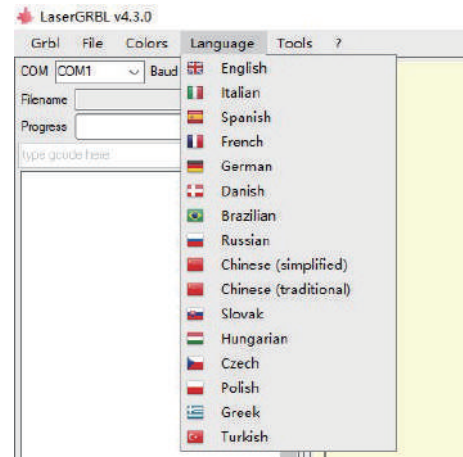 LaserGRBL v4.3.0
Grbl File Colors Language Tools ?
COM COM1 Baud
Filename
Progress
type gcode here
English
Italian
Spanish
French
German
Danish
Brazilian
Russian
Chinese (simplified)
Chinese (traditional)
Slovak
Hungarian
Czech
Polish
Greek
Turkish